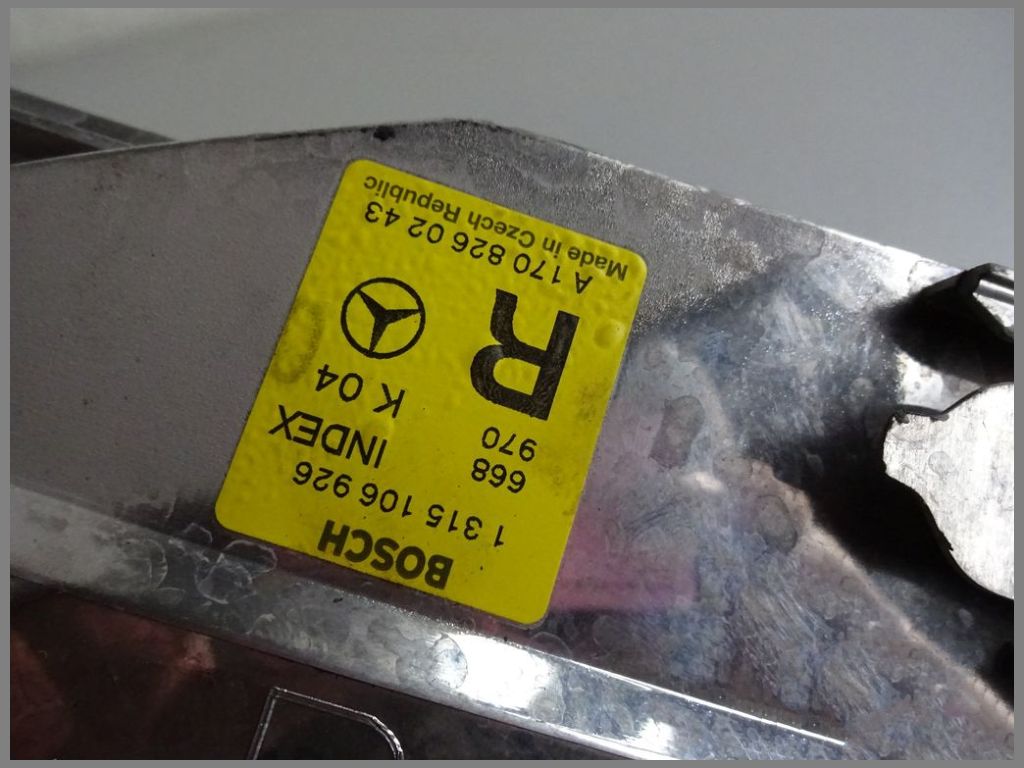 BOSCH
1 315 106 926
668 INDEX
970 K 04
R
A 170 826 02 43
Made in Czech Republic